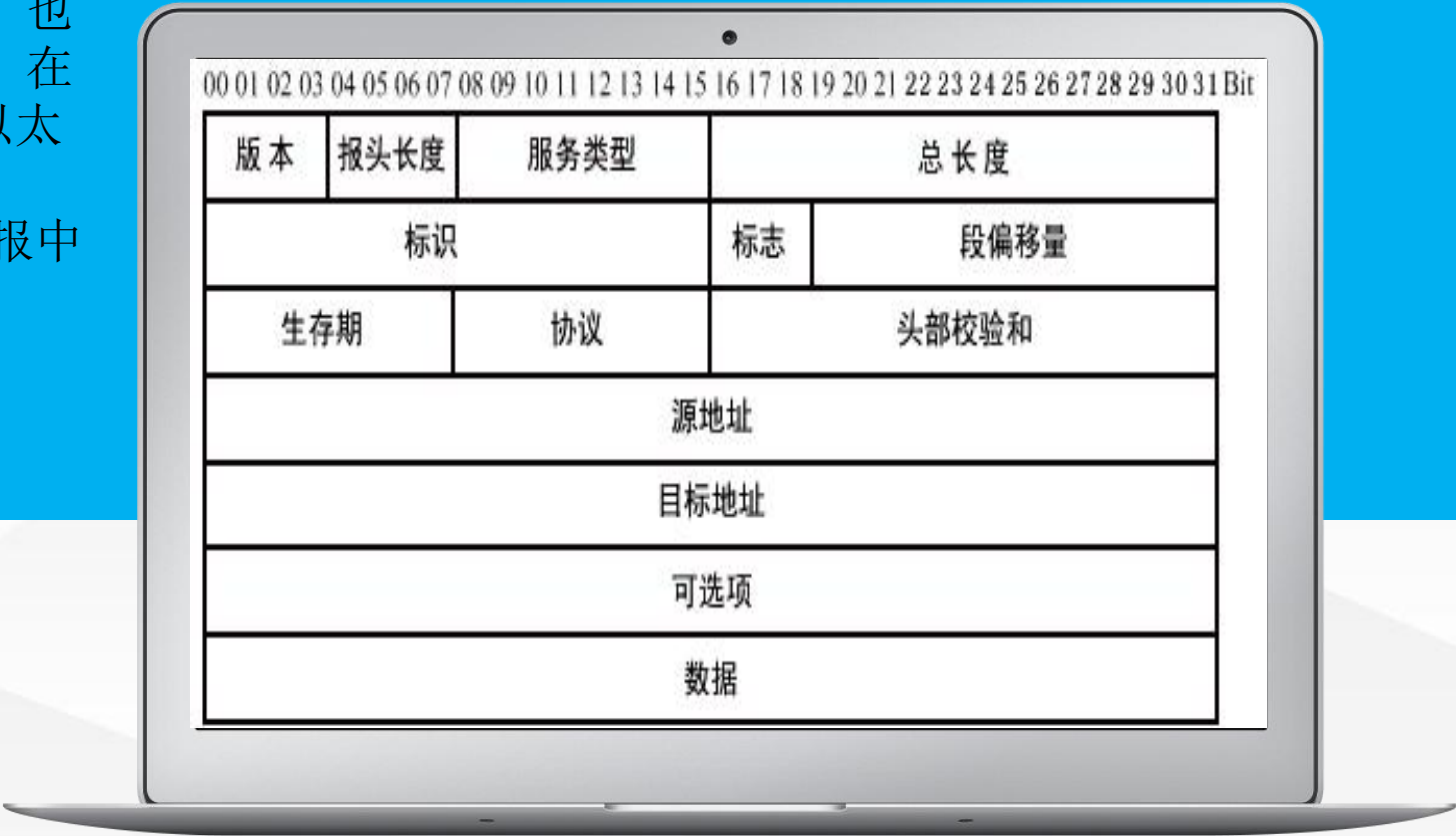 也
在
以太
报中
00 01 02 03 04 05 06 07 08 09 10 11 12 13 14 15 16 17 18 19 20 21 22 23 24 25 26 27 28 29 30 31 Bit
版本 报头长度 服务类型 总长度
标识 标志 段偏移量
生存期 协议 头部校验和
源地址
目标地址
可选项
数据